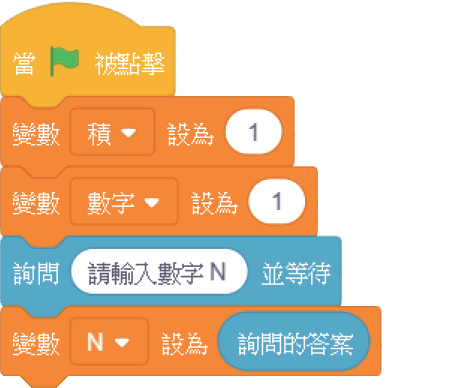 當 被點擊
變數 積 設為 1
變數 數字 設為 1
詢問 請輸入數字 N 並等待
變數 N 設為 詢問的答案